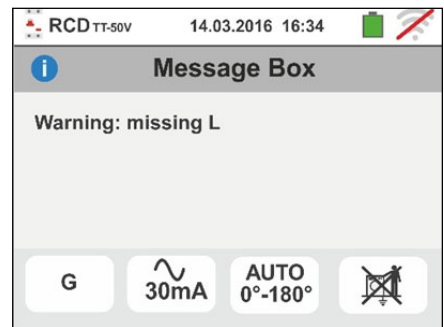 RCD TT-50V 14.03.2016 16:34
i Message Box
Warning: missing L
G 30mA AUTO
0°-180°